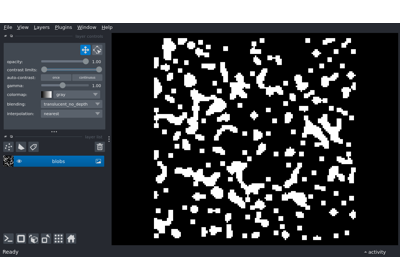 File View Layers Plugins Window Help
opacity: 1.00
contrast limits:
auto-contrast: once continuous
gamma: 1.00
colormap: gray
blending: translucent_no_depth
interpolation: nearest
blobs
Ready activity